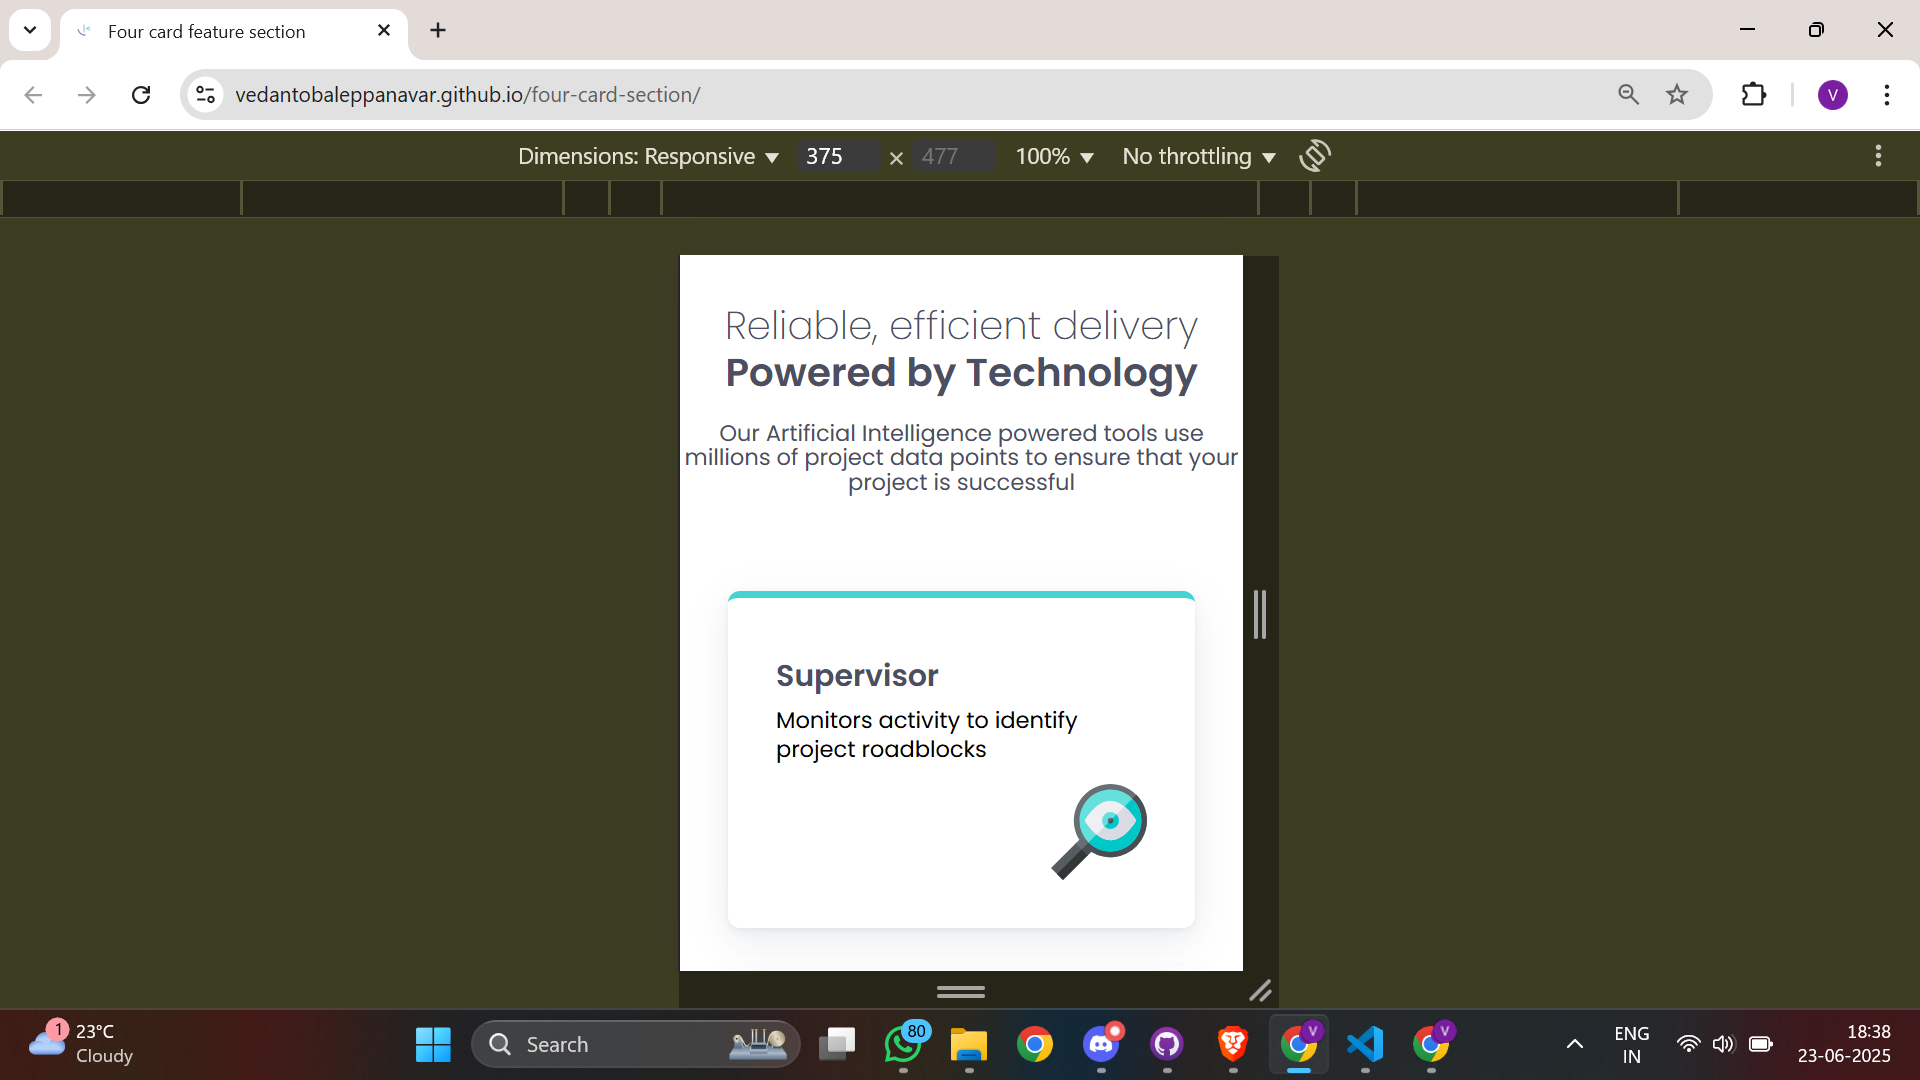 Four card feature section
vedantobaleppanavar.github.io/four-card-section/
V
Dimensions: Responsive 375 × 477 100% No throttling
Reliable, efficient delivery
Powered by Technology
Our Artificial Intelligence powered tools use
millions of project data points to ensure that your
project is successful
Supervisor
Monitors activity to identify
project roadblocks
1
23°C
Cloudy
Search
80
V
V
ENG
IN
18:38
23-06-2025